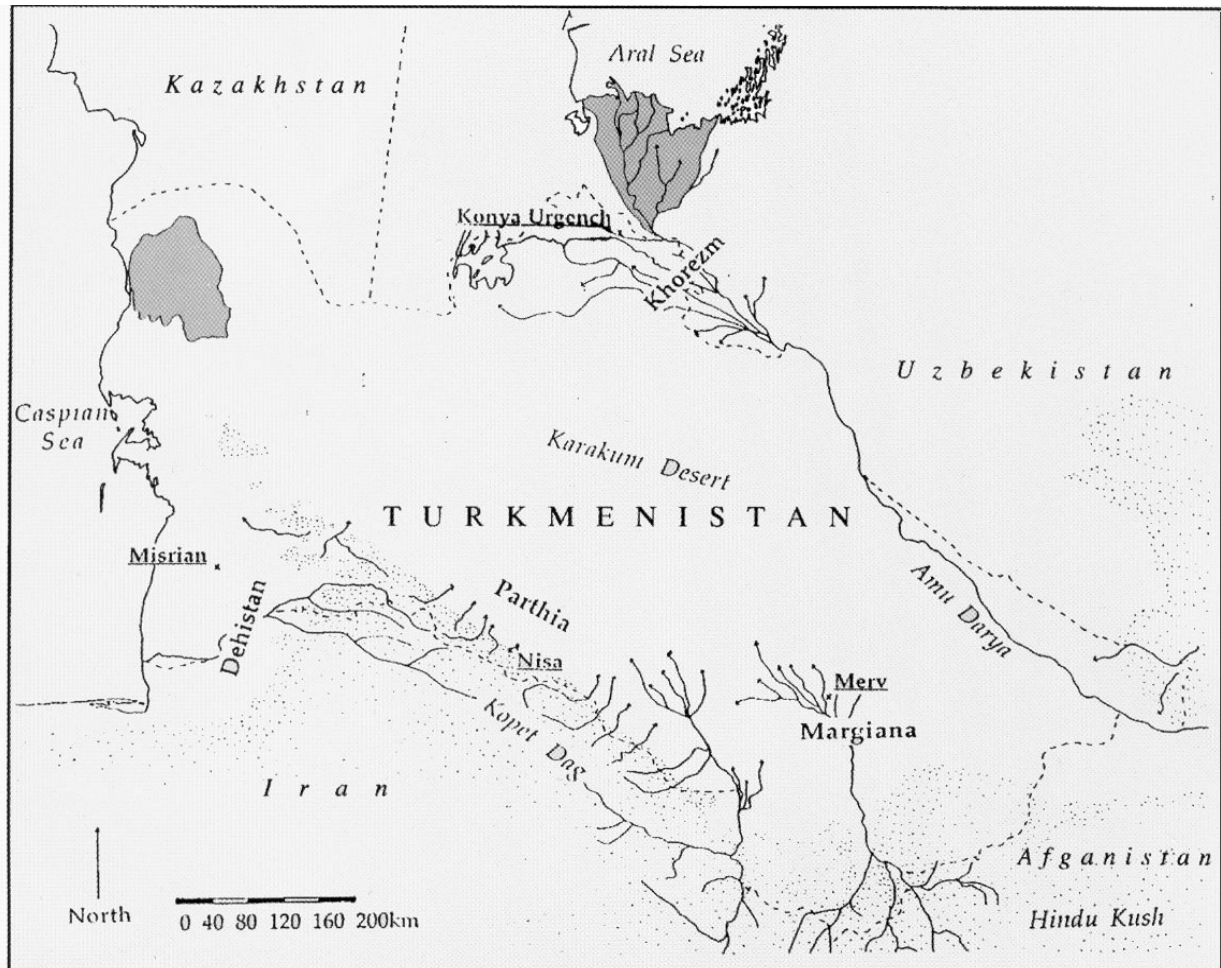 Aral Sea
Kazakhstan
Konya Urgench
Khorezm
Uzbekistan
Caspian
Sea
Karakum Desert
TURKMENISTAN
Misrian
Dehistan
Parthia
Amu Darya
Nisa
Merv
Margiana
Kopet Dag
Iran
Afganistan
North
0 40 80 120 160 200km
Hindu Kush